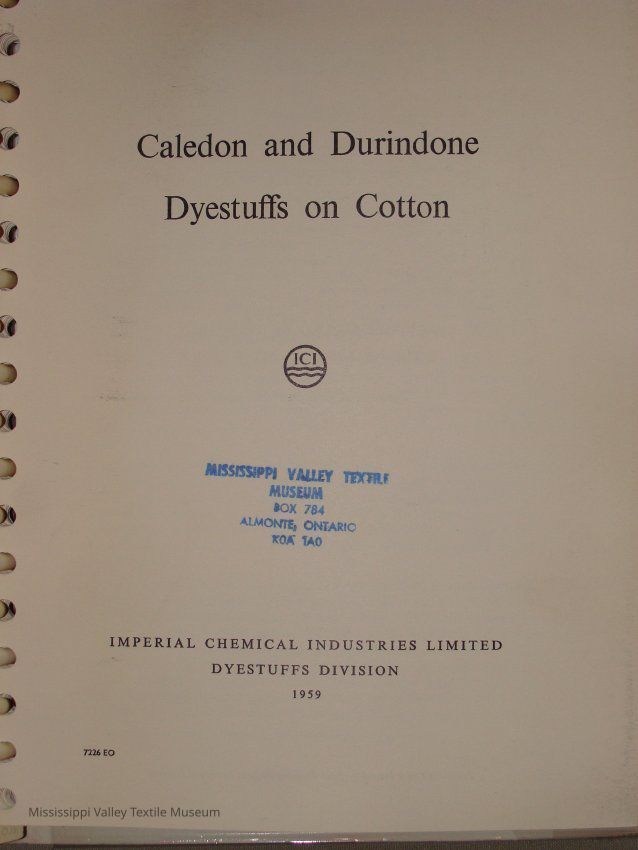 Caledon and Durindone
Dyestuffs on Cotton
ICI
MISSISSIPPI VALLEY TEXTILE
MUSEUM
BOX 784
ALMONTE, ONTARIO
K0A 1A0
IMPERIAL CHEMICAL INDUSTRIES LIMITED
DYESTUFFS DIVISION
1959
7226 EO
Mississippi Valley Textile Museum